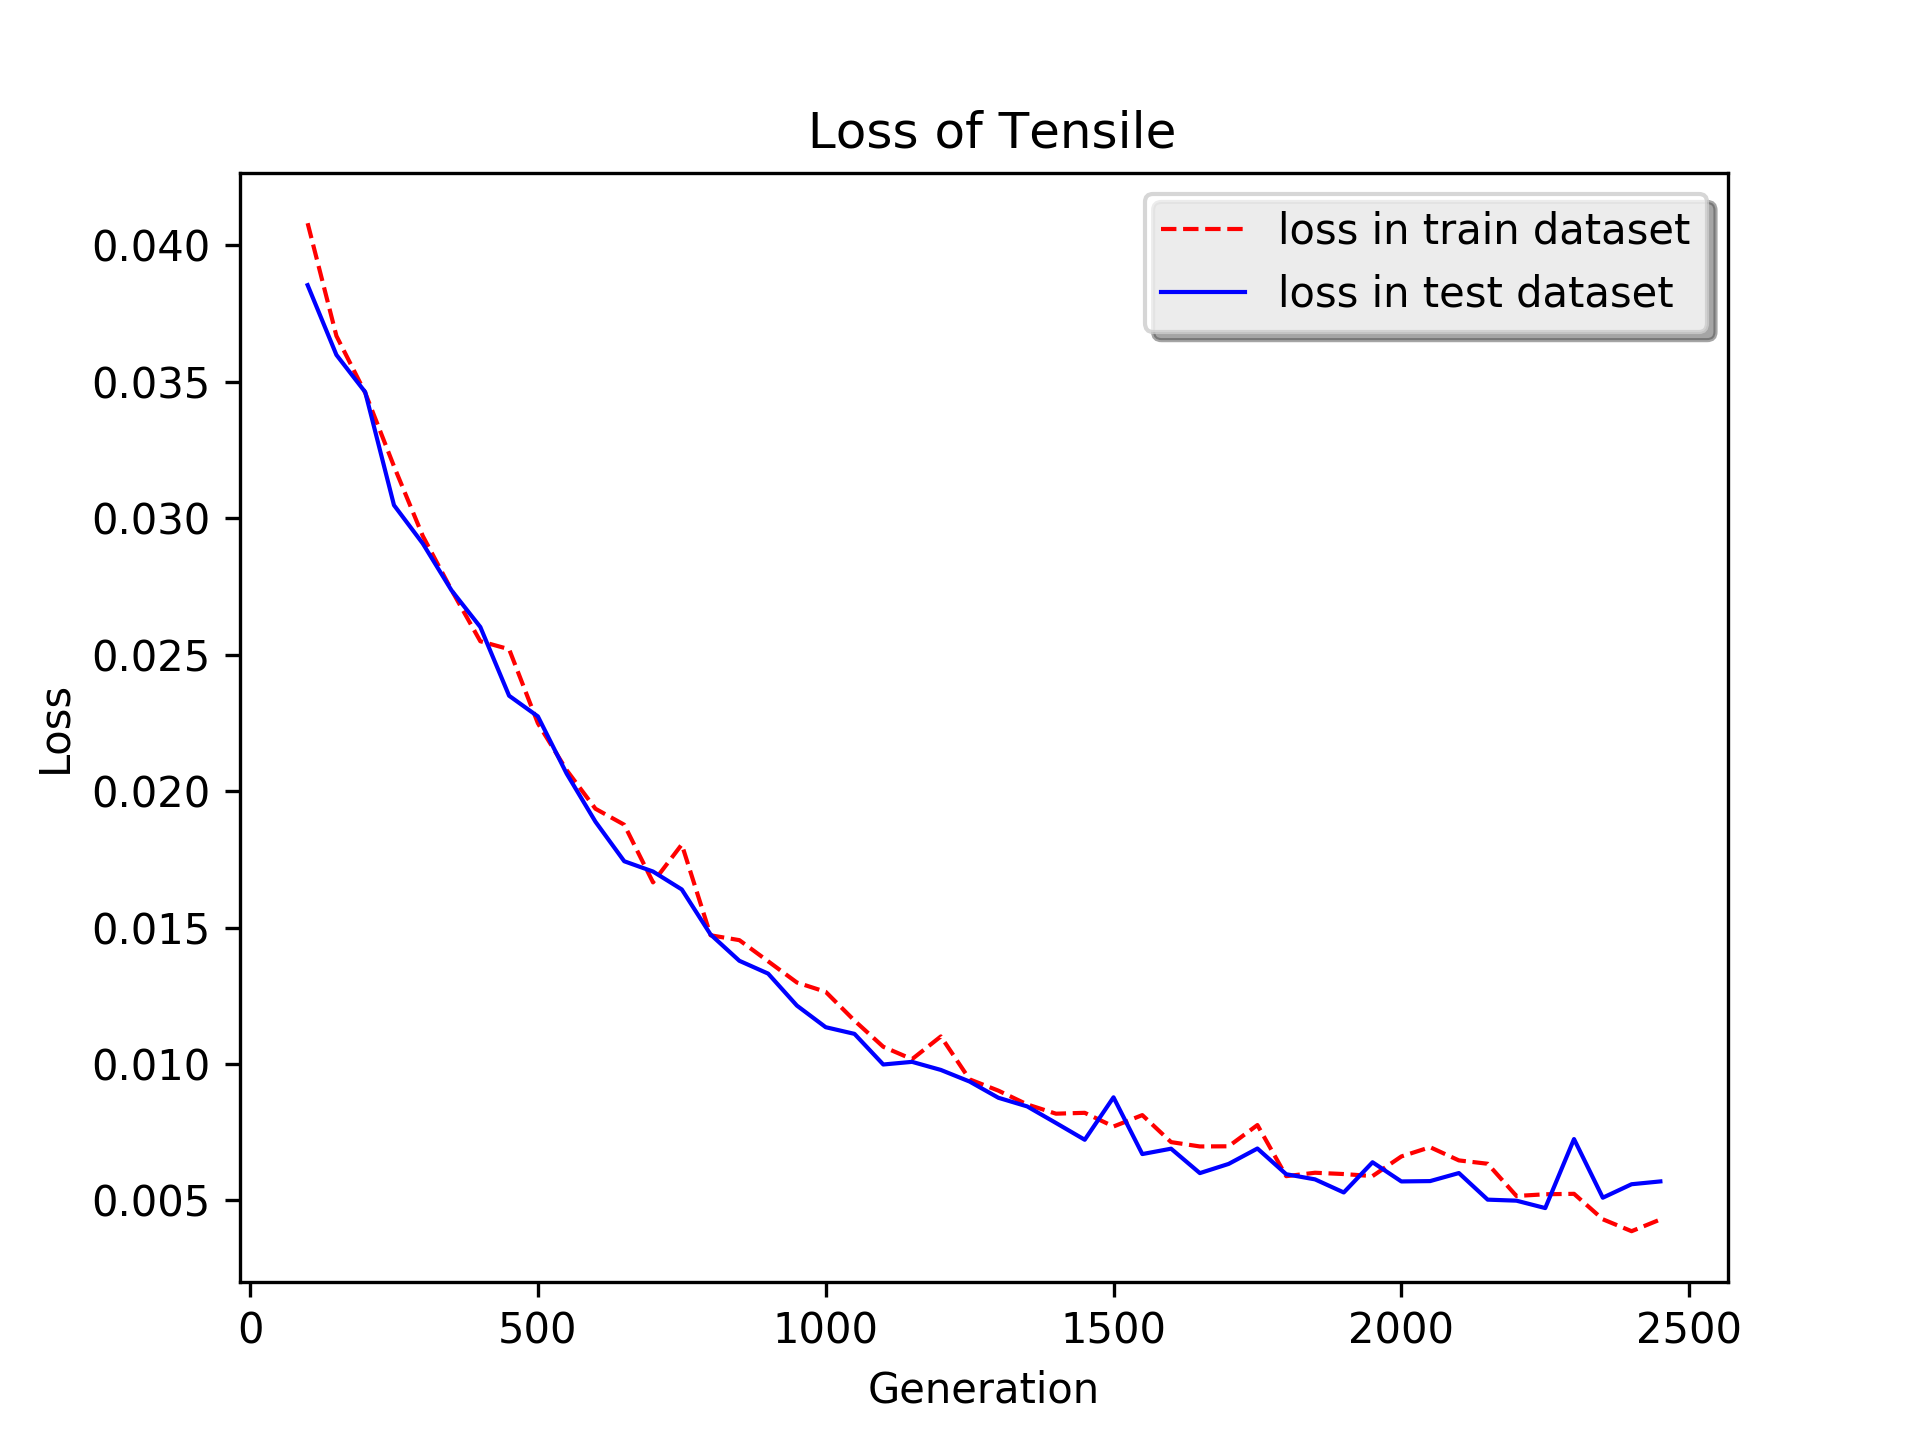 Loss of Tensile
loss in train dataset
loss in test dataset
0.040
0.035
0.030
0.025
0.020
0.015
0.010
0.005
Loss
0 500 1000 1500 2000 2500
Generation